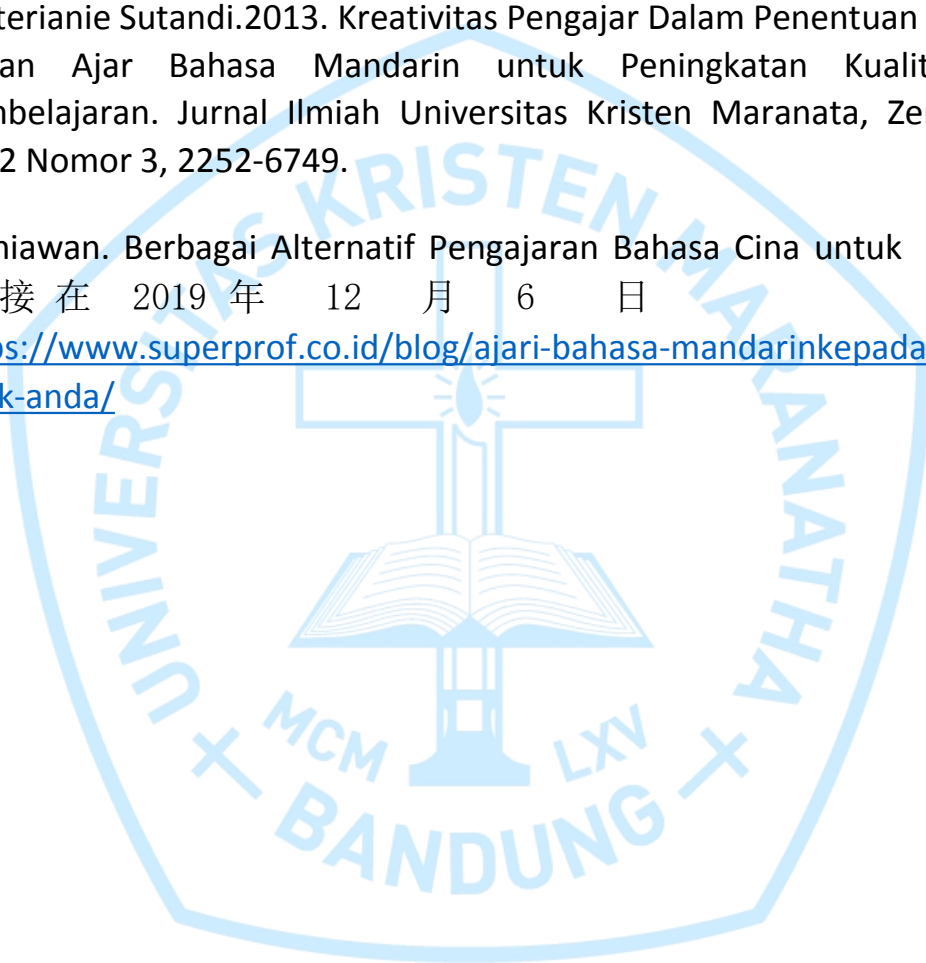 terianie Sutandi.2013. Kreativitas Pengajar Dalam Penentuan
an Ajar Bahasa Mandarin untuk Peningkatan Kualit
belajaran. Jurnal Ilmiah Universitas Kristen Maranata, Ze
2 Nomor 3, 2252-6749.
niawan. Berbagai Alternatif Pengajaran Bahasa Cina untuk
接 在 2019 年 12 月 6 日
ps://www.superprof.co.id/blog/ajari-bahasa-mandarinkepada
k-anda/
UNIVERSITAS KRISTEN MARANATHA
MCM LXV
BANDUNG